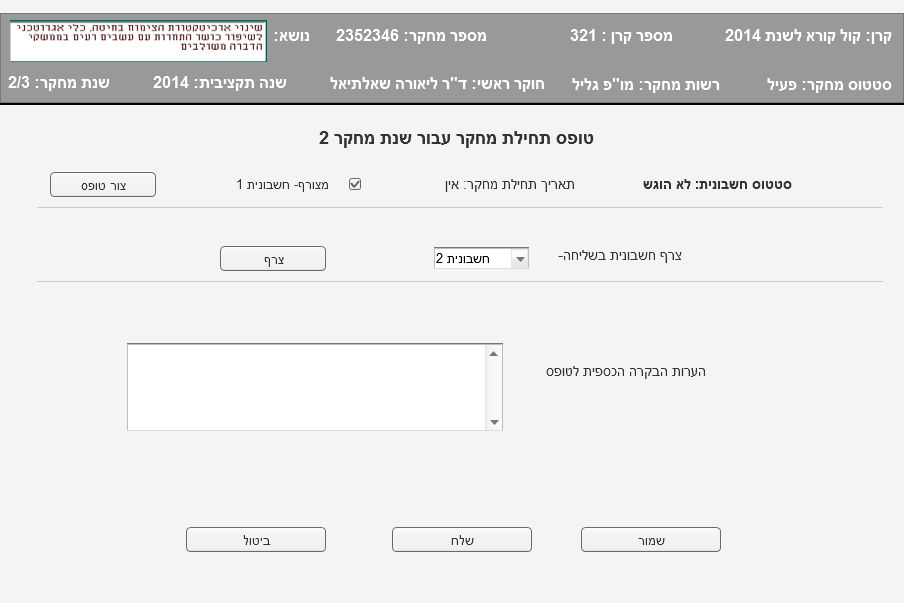 קרן: קול קורא לשנת 2014 מספר קרן : 321 מספר מחקר: 2352346 נושא:
שינוי ארכיטקטורת הצימוח בחיטה, כלי אגרוטכני
לשיפור כושר התחרות עם עשבים רעים בממשקי
הדברה משולבים
סטטוס מחקר: פעיל רשות מחקר: מו"פ גליל חוקר ראשי: ד"ר ליאורה שאלתיאל שנה תקציבית: 2014 שנת מחקר: 2/3
טופס תחילת מחקר עבור שנת מחקר 2
סטטוס חשבונית: לא הוגש תאריך תחילת מחקר: אין מצורף- חשבונית 1 צור טופס
צרף חשבונית בשליחה- חשבונית 2 צרף
הערות הבקרה הכספית לטופס
שמור שלח ביטול